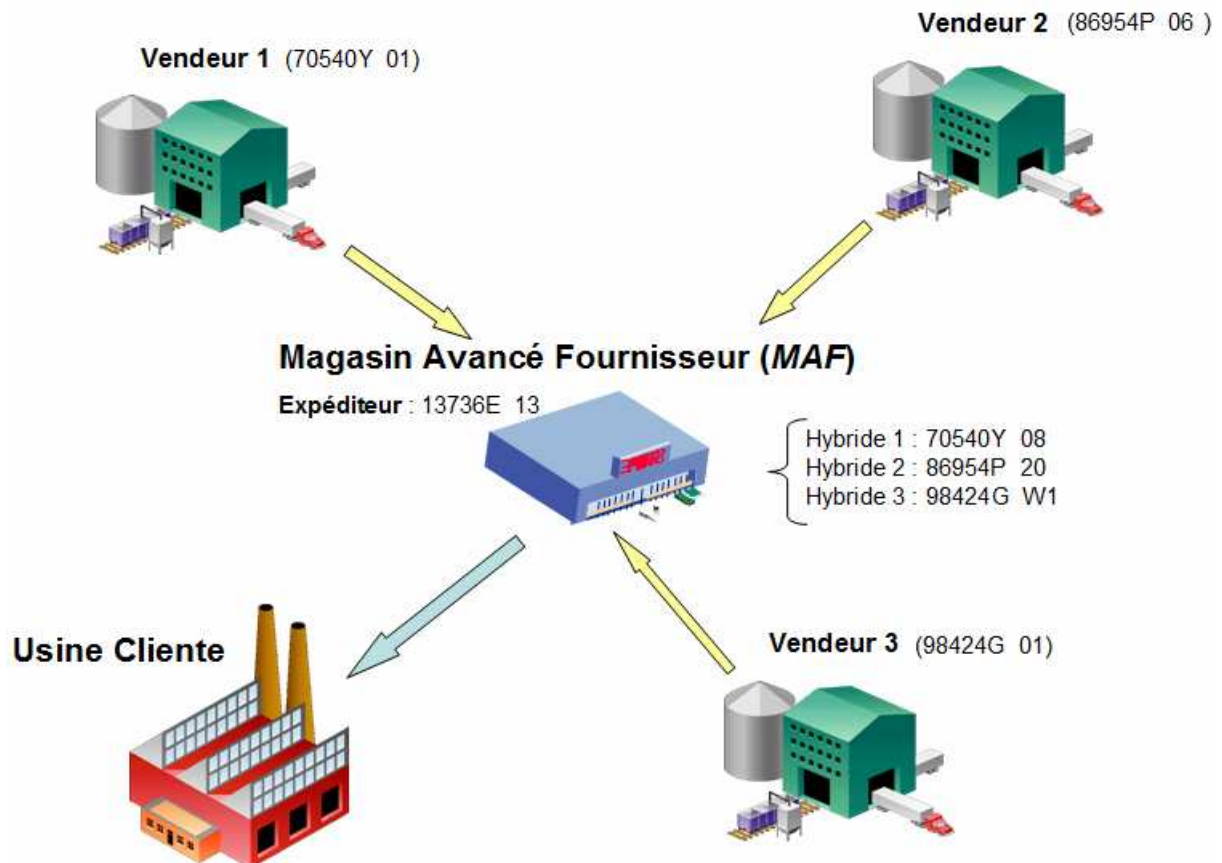 Vendeur 1 (70540Y 01)
Vendeur 2 (86954P 06 )
Magasin Avancé Fournisseur (MAF)
Expéditeur : 13736E 13
Hybride 1 : 70540Y 08
Hybride 2 : 86954P 20
Hybride 3 : 98424G W1
Usine Cliente
Vendeur 3 (98424G 01)